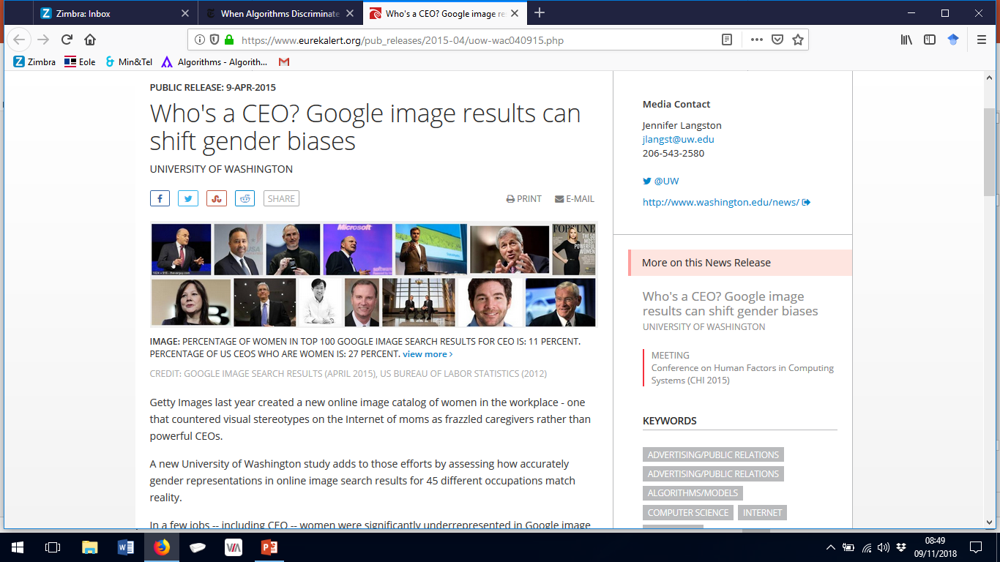 Zimbra: Inbox
When Algorithms Discriminate
Who's a CEO? Google image re
https://www.eurekalert.org/pub_releases/2015-04/uow-wac040915.php
Zimbra
Eole
Min&Tel
Algorithms - Algorith...
PUBLIC RELEASE: 9-APR-2015
Who's a CEO? Google image results can
shift gender biases
UNIVERSITY OF WASHINGTON
SHARE
PRINT
E-MAIL
Microsoft
FORTUNE
THE 50
MOST
POWERFUL
WOMEN
IMAGE: PERCENTAGE OF WOMEN IN TOP 100 GOOGLE IMAGE SEARCH RESULTS FOR CEO IS: 11 PERCENT.
PERCENTAGE OF US CEOS WHO ARE WOMEN IS: 27 PERCENT. view more >
CREDIT: GOOGLE IMAGE SEARCH RESULTS (APRIL 2015), US BUREAU OF LABOR STATISTICS (2012)
Getty Images last year created a new online image catalog of women in the workplace - one
that countered visual stereotypes on the Internet of moms as frazzled caregivers rather than
powerful CEOs.
A new University of Washington study adds to those efforts by assessing how accurately
gender representations in online image search results for 45 different occupations match
reality.
In a few jobs -- including CEO -- women were significantly underrepresented in Google image
Media Contact
Jennifer Langston
jlangst@uw.edu
206-543-2580
@UW
http://www.washington.edu/news/
More on this News Release
Who's a CEO? Google image
results can shift gender biases
UNIVERSITY OF WASHINGTON
MEETING
Conference on Human Factors in Computing
Systems (CHI 2015)
KEYWORDS
ADVERTISING/PUBLIC RELATIONS
ADVERTISING/PUBLIC RELATIONS
ALGORITHMS/MODELS
COMPUTER SCIENCE
INTERNET
08:49
09/11/2018